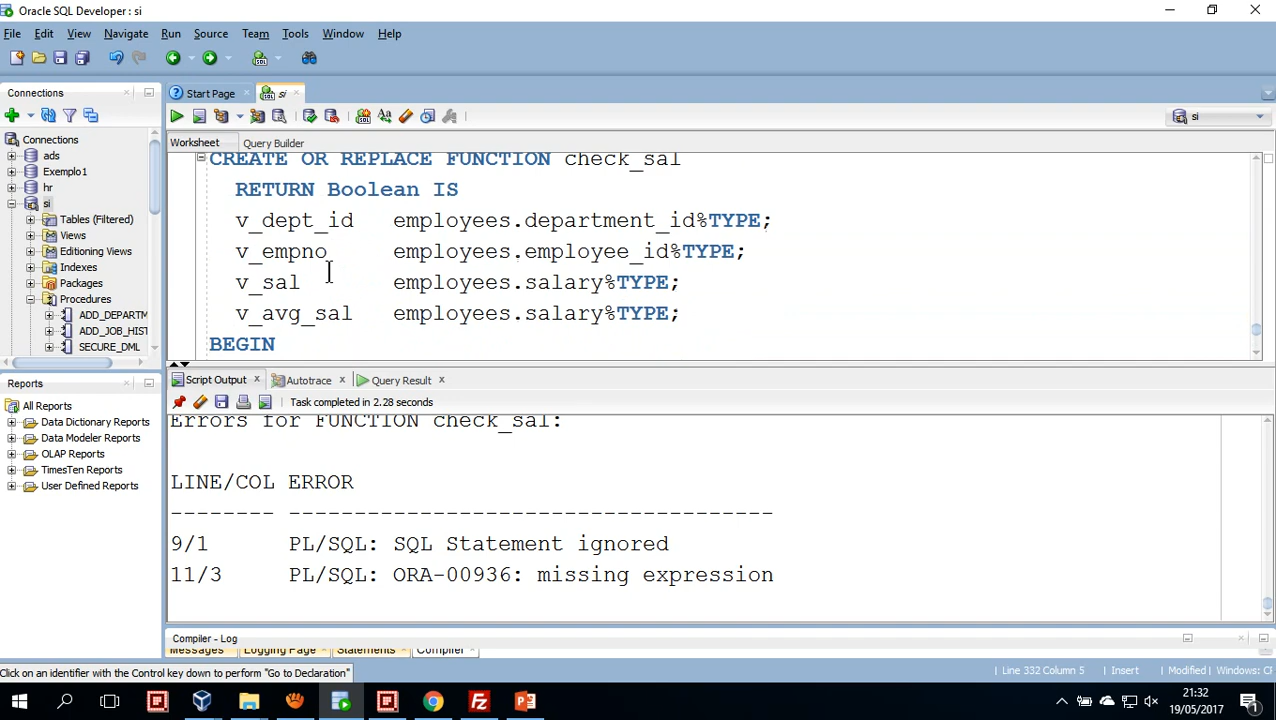 Oracle SQL Developer: si
File Edit View Navigate Run Source Team Tools Window Help
Connections
Start Page
si
si
Worksheet Query Builder
Connections
ads
Exemplo1
hr
si
Tables (Filtered)
Views
Editioning Views
Indexes
Packages
Procedures
ADD_DEPARTM
ADD_JOB_HIST
SECURE_DML
CREATE OR REPLACE FUNCTION check_sal
RETURN Boolean IS
v_dept_id employees.department_id%TYPE;
v_empno employees.employee_id%TYPE;
v_sal employees.salary%TYPE;
v_avg_sal employees.salary%TYPE;
BEGIN
Reports
All Reports
Data Dictionary Reports
Data Modeler Reports
OLAP Reports
TimesTen Reports
User Defined Reports
Script Output Autotrace Query Result
Task completed in 2.28 seconds
Errors for FUNCTION check_sal:
LINE/COL ERROR
-------- -------------------------------------
9/1 PL/SQL: SQL Statement ignored
11/3 PL/SQL: ORA-00936: missing expression
Compiler - Log
Messages Logging Page Statements Compiler
Click on an identifier with the Control key down to perform "Go to Declaration"
Line 332 Column 5 Insert Modified Windows: CF
21:32
19/05/2017
1